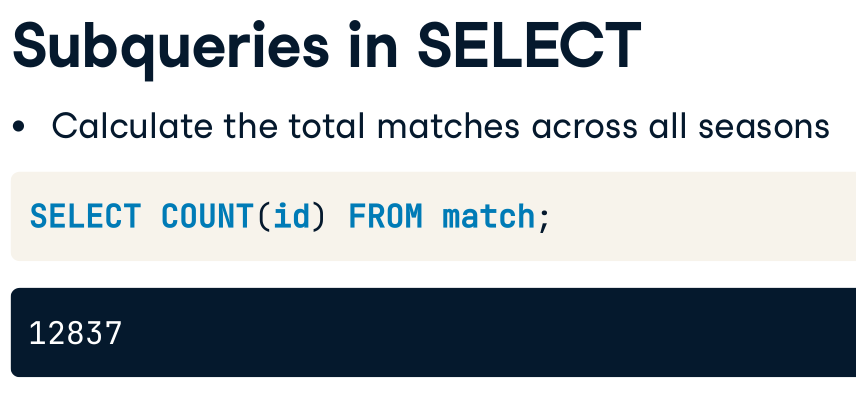 Subqueries in SELECT
• Calculate the total matches across all seasons
SELECT COUNT(id) FROM match;
12837